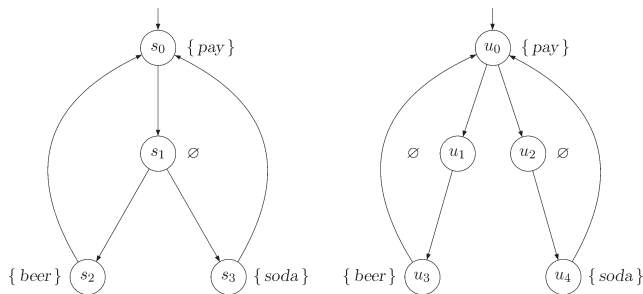 s₀ { pay } u₀ { pay }
s₁ ∅ ∅ u₁ u₂ ∅
{ beer } s₂ s₃ { soda } { beer } u₃ u₄ { soda }